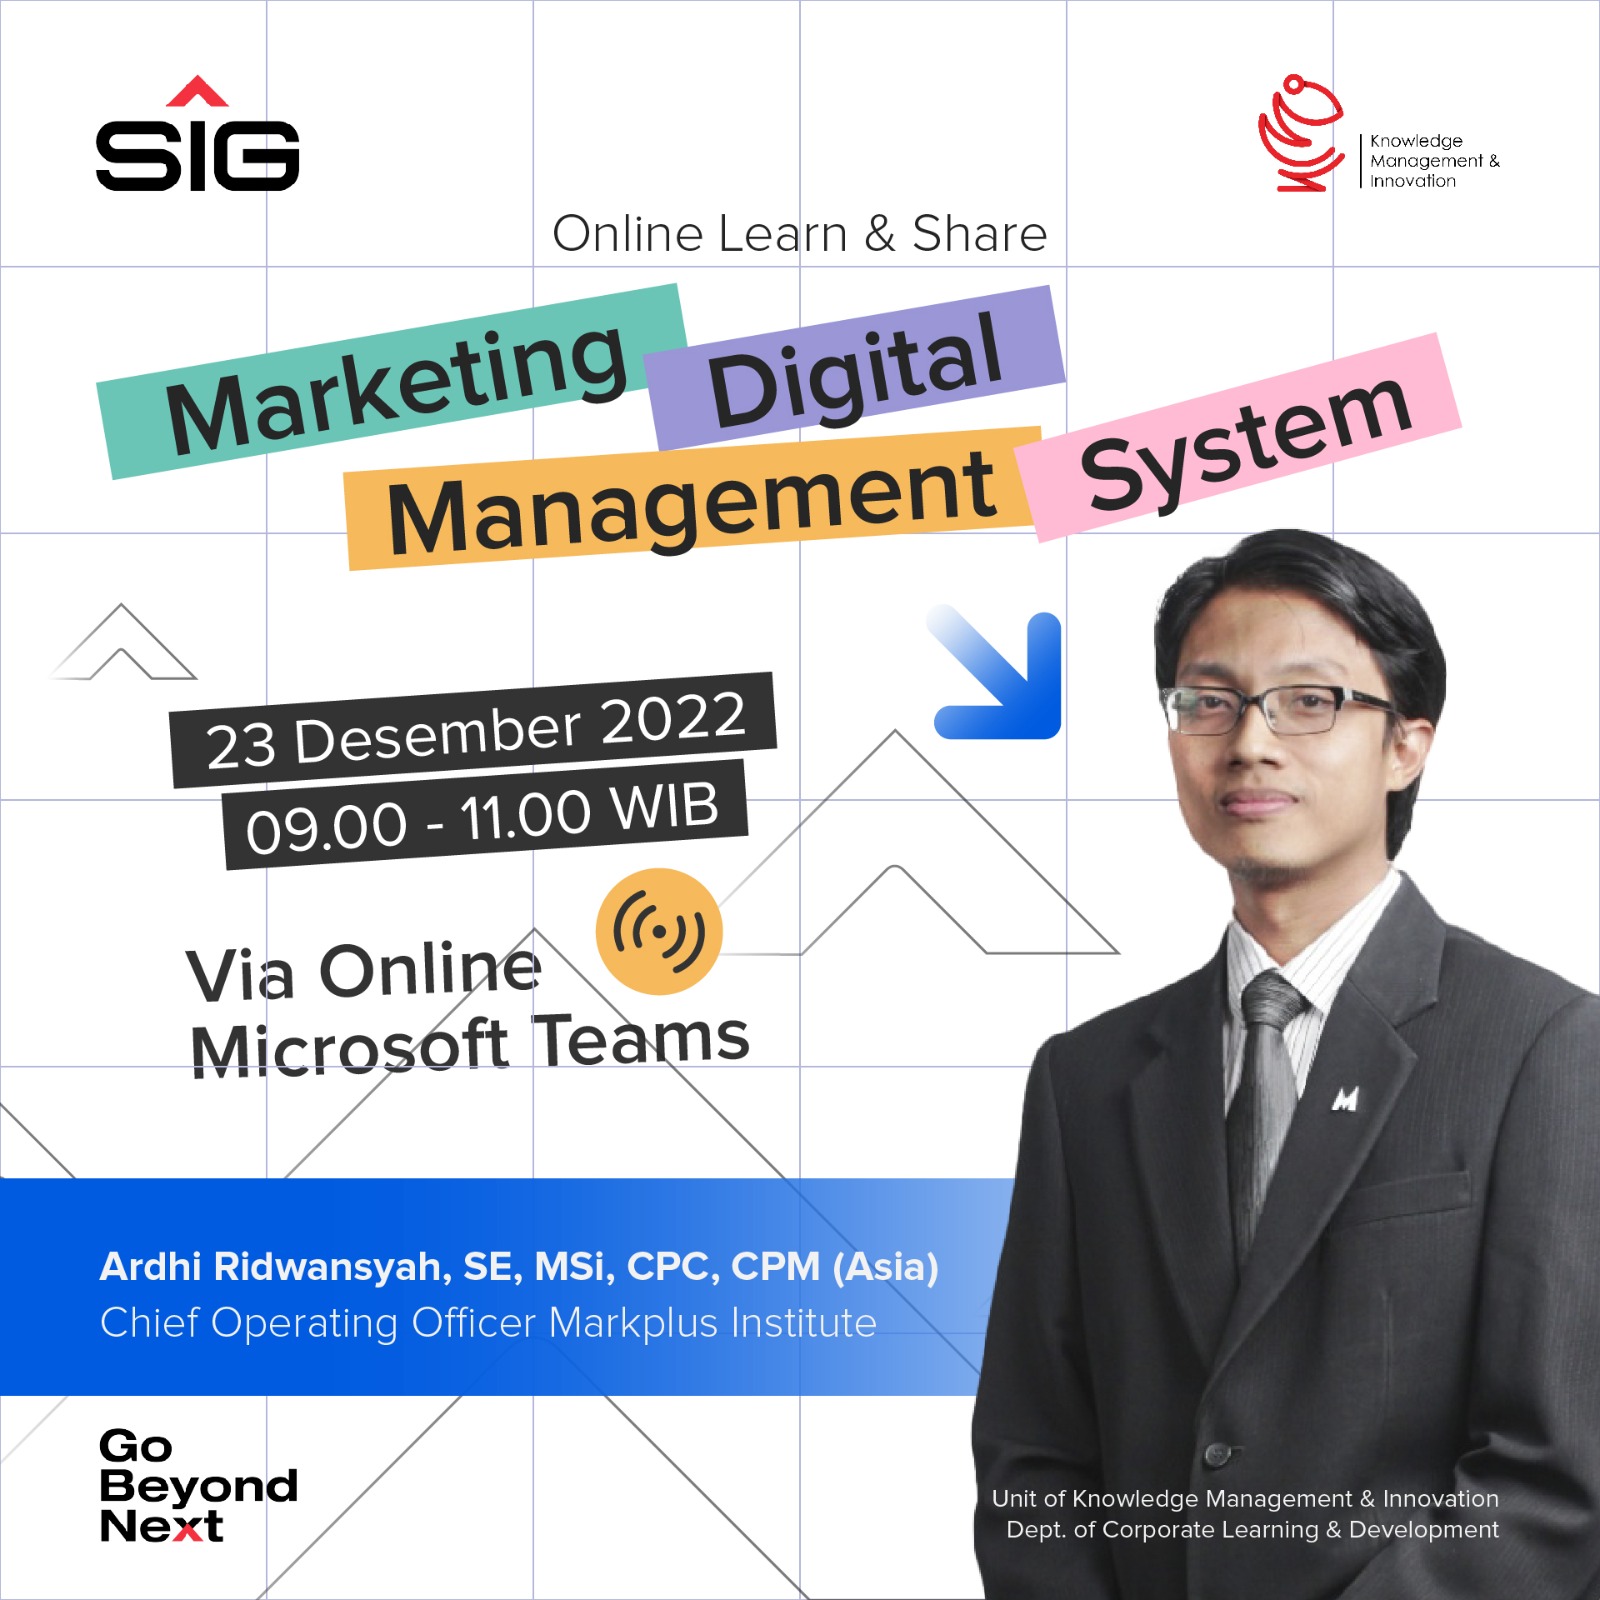 SIG
Knowledge
Management &
Innovation
Online Learn & Share
Marketing Digital
Management System
23 Desember 2022
09.00 - 11.00 WIB
Via Online
Microsoft Teams
Ardhi Ridwansyah, SE, MSi, CPC, CPM (Asia)
Chief Operating Officer Markplus Institute
Go
Beyond
Next
Unit of Knowledge Management & Innovation
Dept. of Corporate Learning & Development